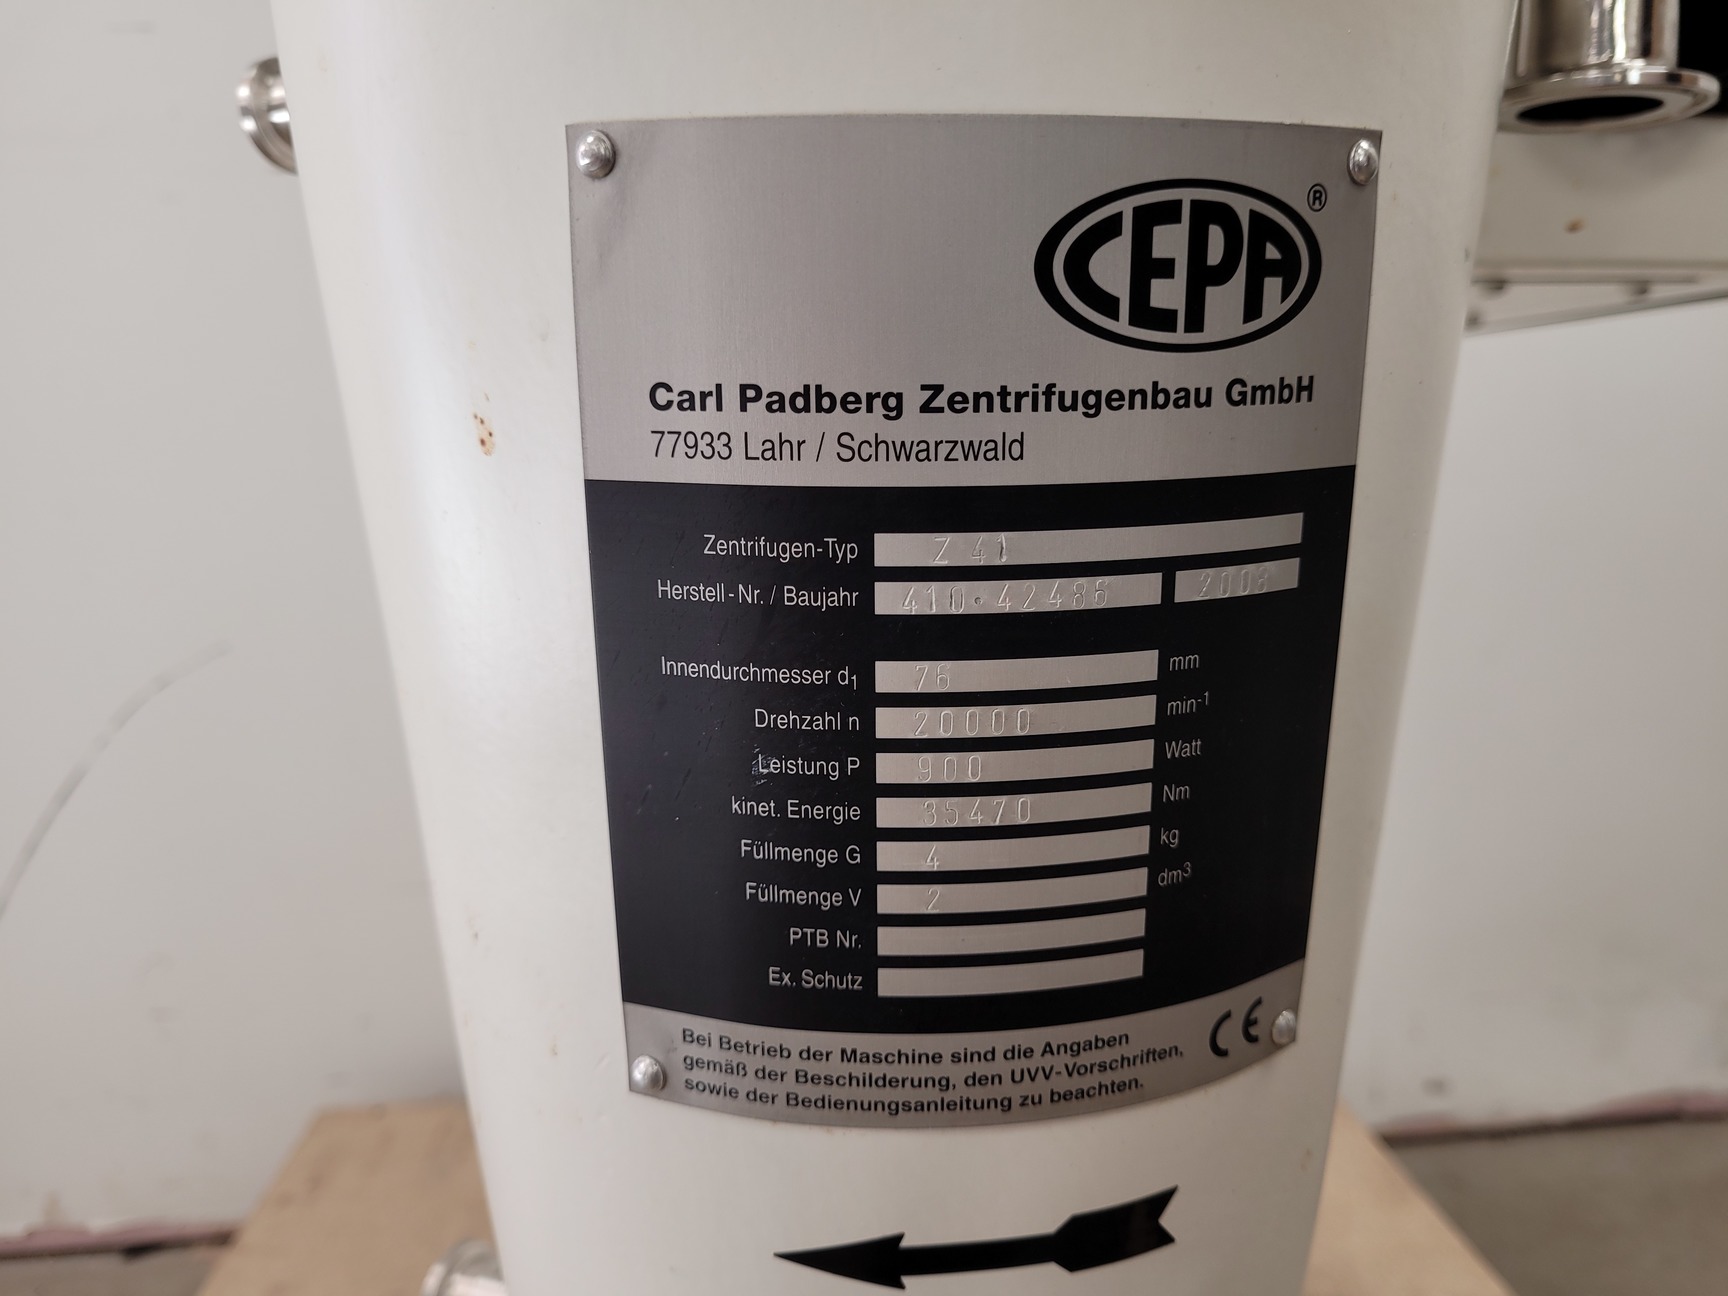 CEPA®
Carl Padberg Zentrifugenbau GmbH
77933 Lahr / Schwarzwald
Zentrifugen-Typ Z 41
Herstell-Nr. / Baujahr 410.42486 2003
Innendurchmesser d1 76 mm
Drehzahl n 20000 min-1
Leistung P 900 Watt
kinet. Energie 35470 Nm
Füllmenge G 4 kg
Füllmenge V 2 dm3
PTB Nr.
Ex. Schutz
Bei Betrieb der Maschine sind die Angaben
gemäß der Beschilderung, den UVV-Vorschriften,
sowie der Bedienungsanleitung zu beachten.
CE